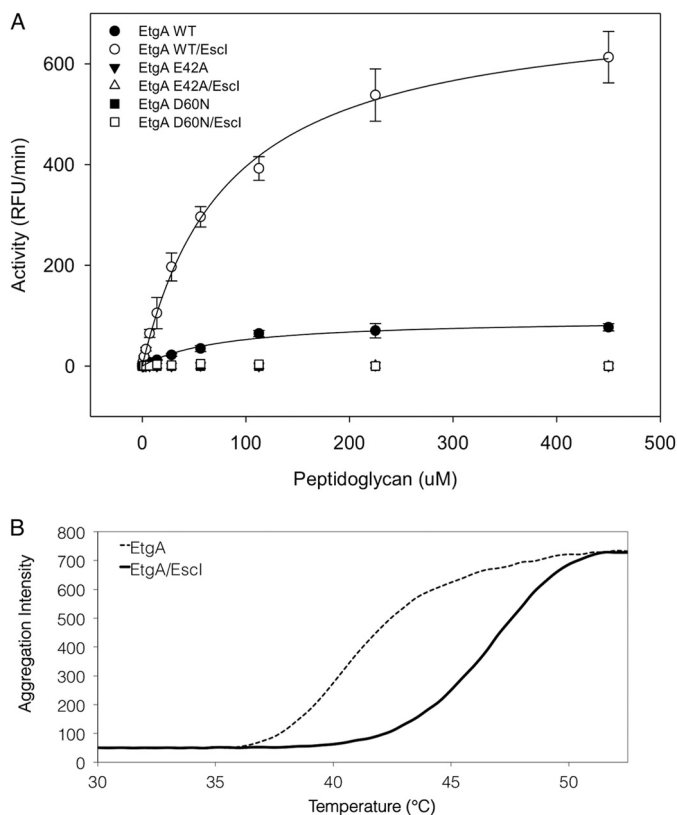 A
EtgA WT
EtgA WT/EscI
EtgA E42A
EtgA E42A/EscI
EtgA D60N
EtgA D60N/EscI
600
400
200
0
Activity (RFU/min)
0 100 200 300 400 500
Peptidoglycan (uM)
B
EtgA
EtgA/EscI
800
700
600
500
400
300
200
100
0
Aggregation Intensity
30 35 40 45 50
Temperature (°C)